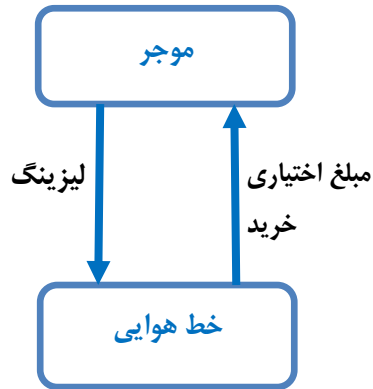 موجر
مبلغ اختیاری
خرید
لیزینگ
خط هوایی